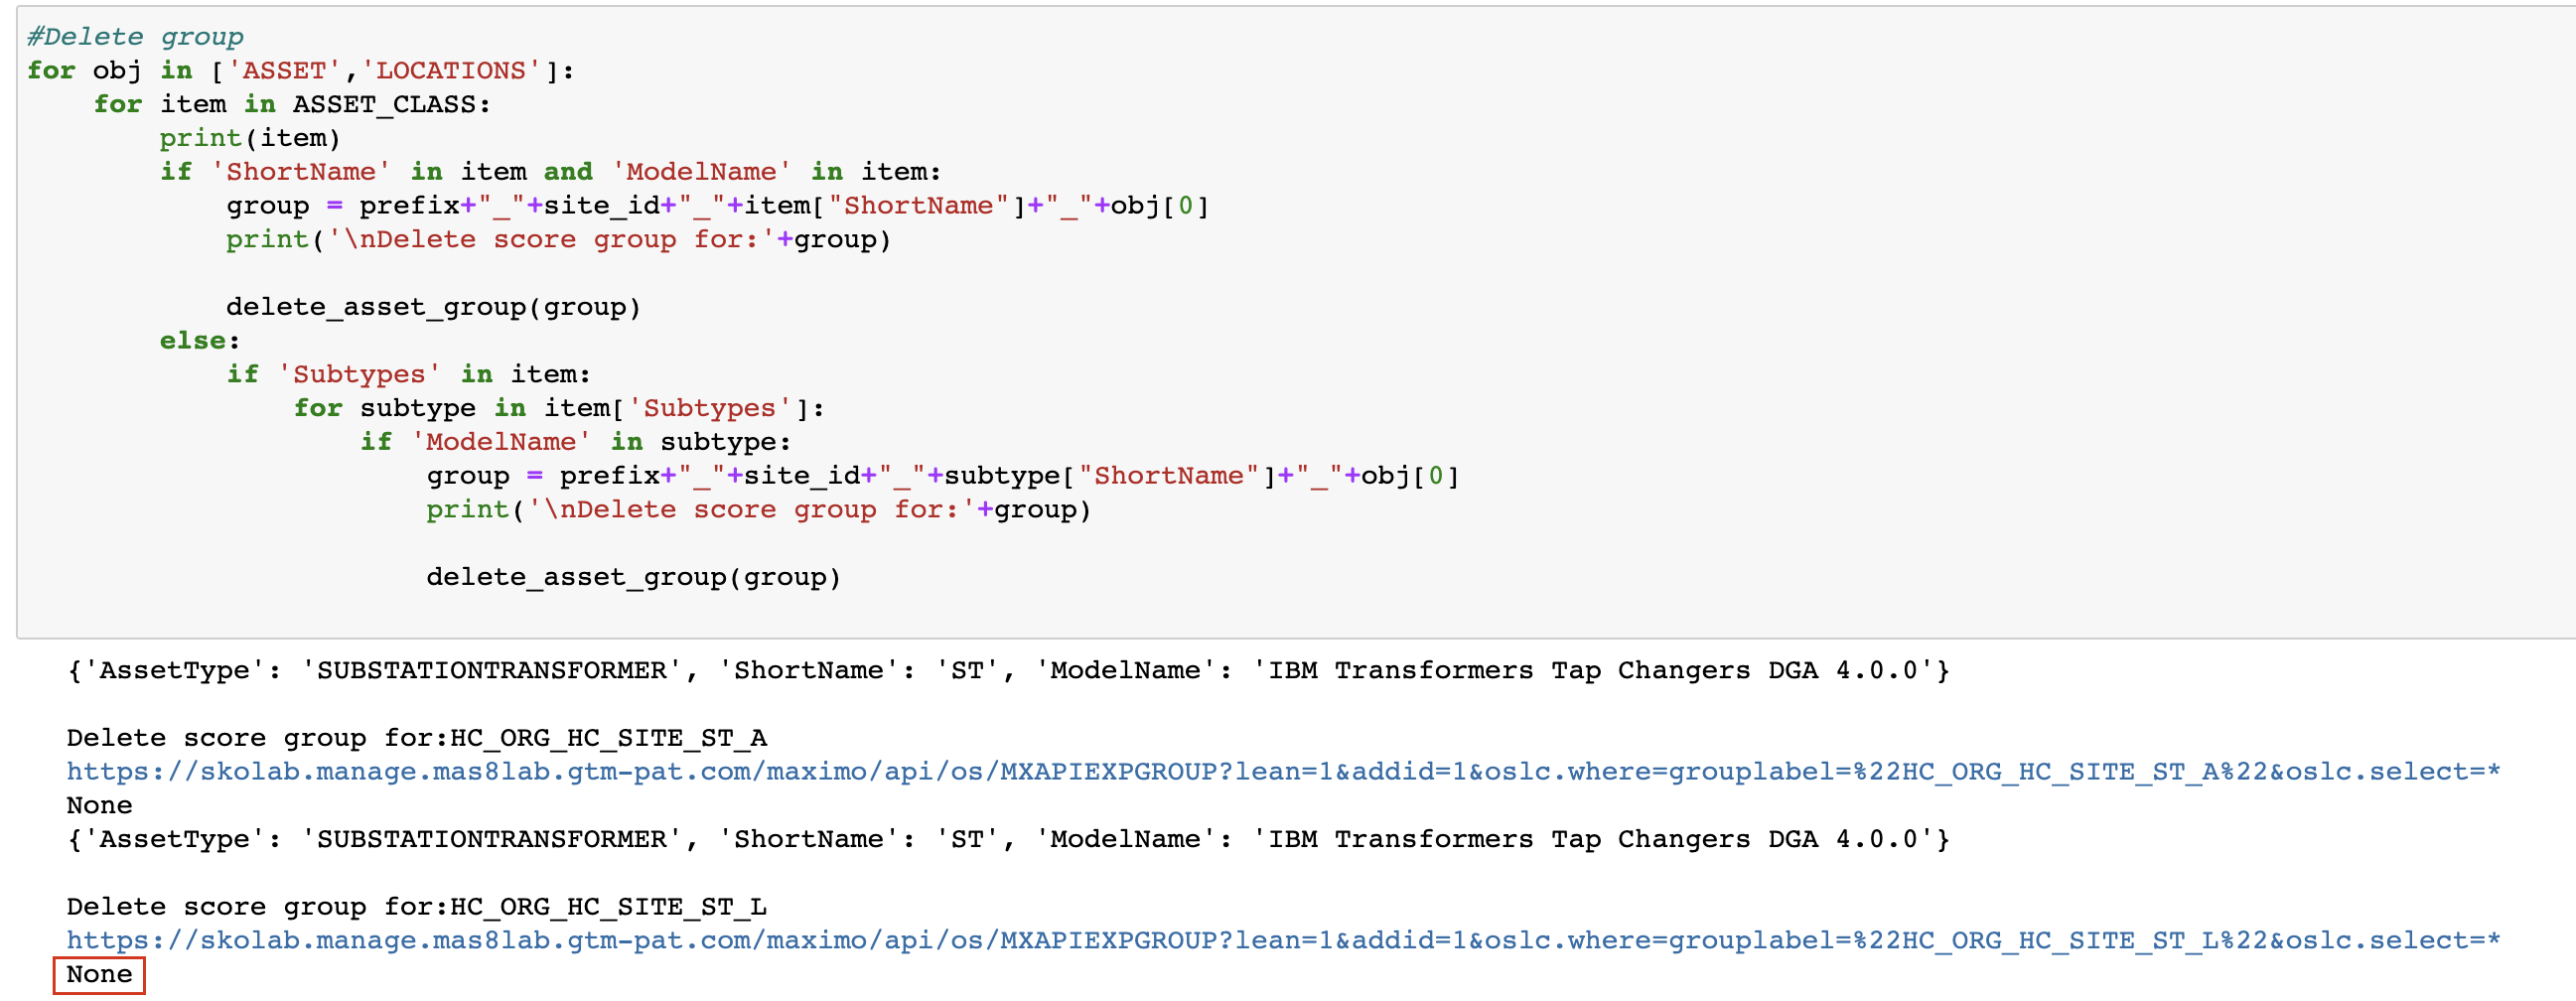 #Delete group
for obj in ['ASSET','LOCATIONS']:
    for item in ASSET_CLASS:
        print(item)
        if 'ShortName' in item and 'ModelName' in item:
            group = prefix+"_"+site_id+"_"+item["ShortName"]+"_"+obj[0]
            print('\nDelete score group for:'+group)

            delete_asset_group(group)
        else:
            if 'Subtypes' in item:
                for subtype in item['Subtypes']:
                    if 'ModelName' in subtype:
                        group = prefix+"_"+site_id+"_"+subtype["ShortName"]+"_"+obj[0]
                        print('\nDelete score group for:'+group)

                        delete_asset_group(group)

{'AssetType': 'SUBSTATIONTRANSFORMER', 'ShortName': 'ST', 'ModelName': 'IBM Transformers Tap Changers DGA 4.0.0'}

Delete score group for:HC_ORG_HC_SITE_ST_A
https://skolab.manage.mas8lab.gtm-pat.com/maximo/api/os/MXAPIEXPGROUP?lean=1&addid=1&oslc.where=grouplabel=%22HC_ORG_HC_SITE_ST_A%22&oslc.select=*
None
{'AssetType': 'SUBSTATIONTRANSFORMER', 'ShortName': 'ST', 'ModelName': 'IBM Transformers Tap Changers DGA 4.0.0'}

Delete score group for:HC_ORG_HC_SITE_ST_L
https://skolab.manage.mas8lab.gtm-pat.com/maximo/api/os/MXAPIEXPGROUP?lean=1&addid=1&oslc.where=grouplabel=%22HC_ORG_HC_SITE_ST_L%22&oslc.select=*
None